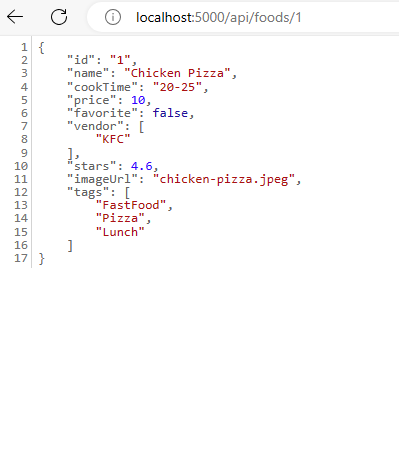 localhost:5000/api/foods/1
1 {
2     "id": "1",
3     "name": "Chicken Pizza",
4     "cookTime": "20-25",
5     "price": 10,
6     "favorite": false,
7     "vendor": [
8         "KFC"
9     ],
10     "stars": 4.6,
11     "imageUrl": "chicken-pizza.jpeg",
12     "tags": [
13         "FastFood",
14         "Pizza",
15         "Lunch"
16     ]
17 }